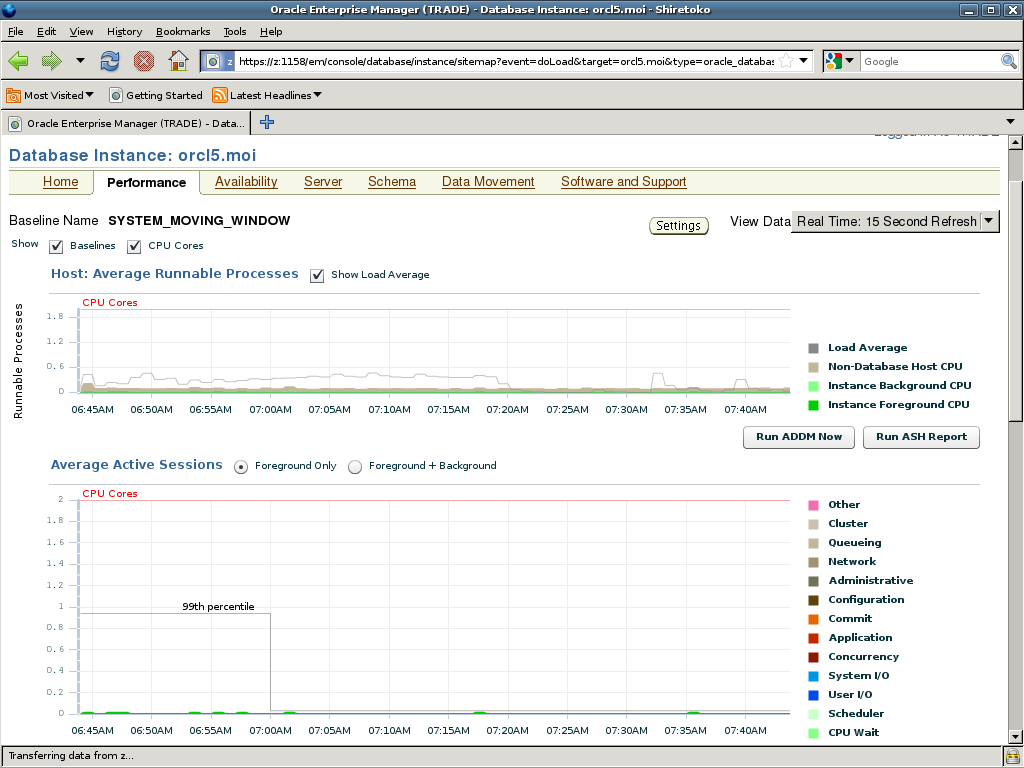 Oracle Enterprise Manager (TRADE) - Database Instance: orcl5.moi - Shiretoko
File Edit View History Bookmarks Tools Help
z https://z:1158/em/console/database/instance/sitemap?event=doLoad&target=orcl5.moi&type=oracle_databas Google
Most Visited Getting Started Latest Headlines
Oracle Enterprise Manager (TRADE) - Data...
Database Instance: orcl5.moi
Home Performance Availability Server Schema Data Movement Software and Support
Baseline Name SYSTEM_MOVING_WINDOW Settings View Data Real Time: 15 Second Refresh
Show Baselines CPU Cores
Host: Average Runnable Processes Show Load Average
Runnable Processes
CPU Cores
1.8
1.2
0.6
0
06:45AM 06:50AM 06:55AM 07:00AM 07:05AM 07:10AM 07:15AM 07:20AM 07:25AM 07:30AM 07:35AM 07:40AM
Load Average
Non-Database Host CPU
Instance Background CPU
Instance Foreground CPU
Run ADDM Now Run ASH Report
Average Active Sessions Foreground Only Foreground + Background
CPU Cores
2
1.8
1.6
1.4
1.2
1
0.8
0.6
0.4
0.2
0
99th percentile
06:45AM 06:50AM 06:55AM 07:00AM 07:05AM 07:10AM 07:15AM 07:20AM 07:25AM 07:30AM 07:35AM 07:40AM
Other
Cluster
Queueing
Network
Administrative
Configuration
Commit
Application
Concurrency
System I/O
User I/O
Scheduler
CPU Wait
Transferring data from z...